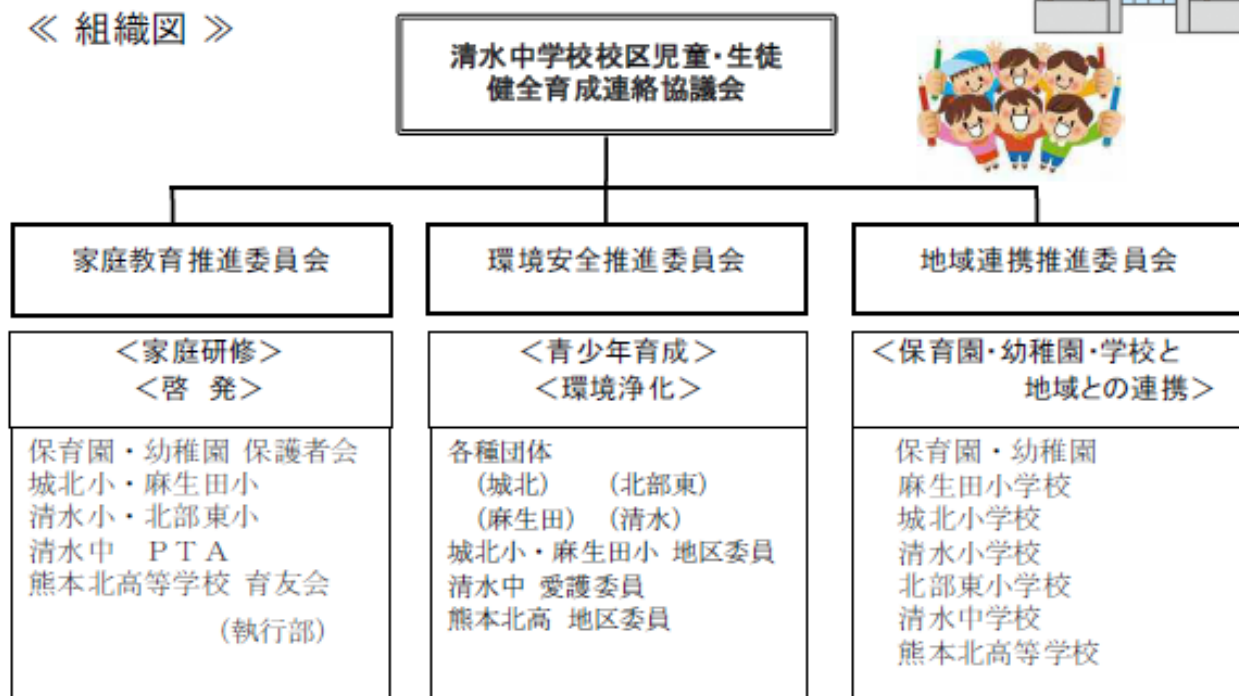 ≪ 組織図 ≫
清水中学校校区児童・生徒
健全育成連絡協議会
家庭教育推進委員会
＜家庭研修＞
＜啓 発＞
保育園・幼稚園 保護者会
城北小・麻生田小
清水小・北部東小
清水中 ＰＴＡ
熊本北高等学校 育友会
（執行部）
環境安全推進委員会
＜青少年育成＞
＜環境浄化＞
各種団体
（城北） （北部東）
（麻生田） （清水）
城北小・麻生田小 地区委員
清水中 愛護委員
熊本北高 地区委員
地域連携推進委員会
＜保育園・幼稚園・学校と
地域との連携＞
保育園・幼稚園
麻生田小学校
城北小学校
清水小学校
北部東小学校
清水中学校
熊本北高等学校